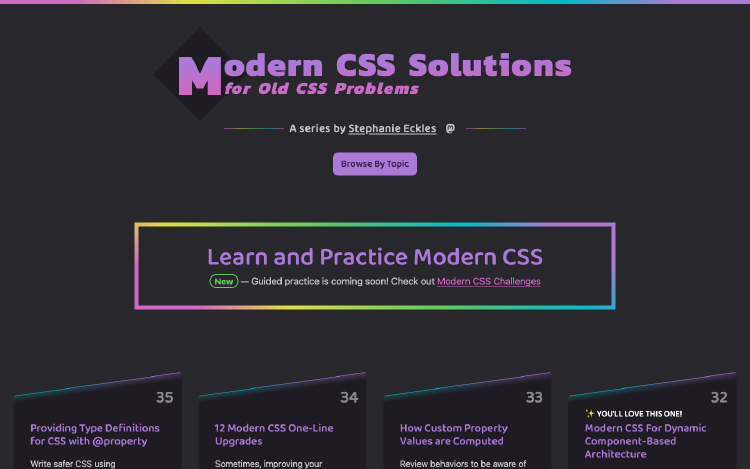 Modern CSS Solutions
for Old CSS Problems
A series by Stephanie Eckles @
Browse By Topic
Learn and Practice Modern CSS
New — Guided practice is coming soon! Check out Modern CSS Challenges
35
Providing Type Definitions
for CSS with @property
Write safer CSS using
34
12 Modern CSS One-Line
Upgrades
Sometimes, improving your
33
How Custom Property
Values are Computed
Review behaviors to be aware of
32
✨ YOU'LL LOVE THIS ONE!
Modern CSS For Dynamic
Component-Based
Architecture